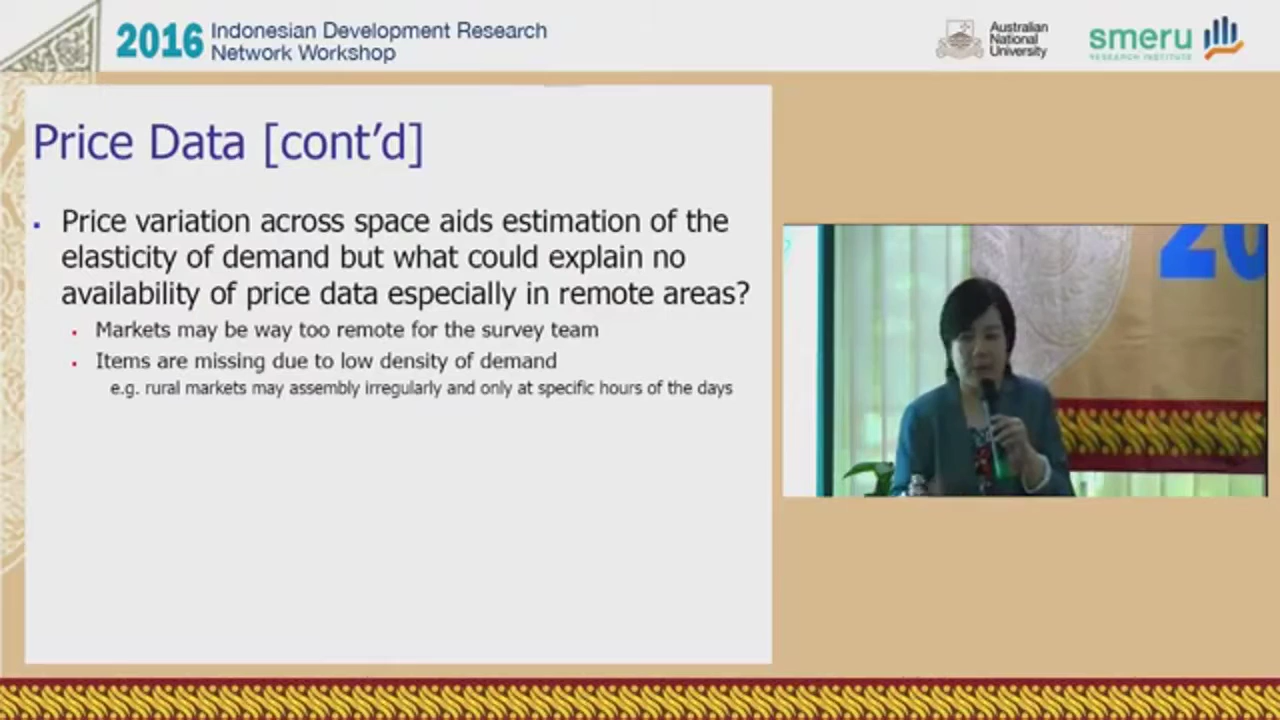 2016 Indonesian Development Research
Network Workshop
Australian
National
University
smeru
RESEARCH INSTITUTE
Price Data [cont’d]
Price variation across space aids estimation of the
elasticity of demand but what could explain no
availability of price data especially in remote areas?
Markets may be way too remote for the survey team
Items are missing due to low density of demand
e.g. rural markets may assembly irregularly and only at specific hours of the days
20